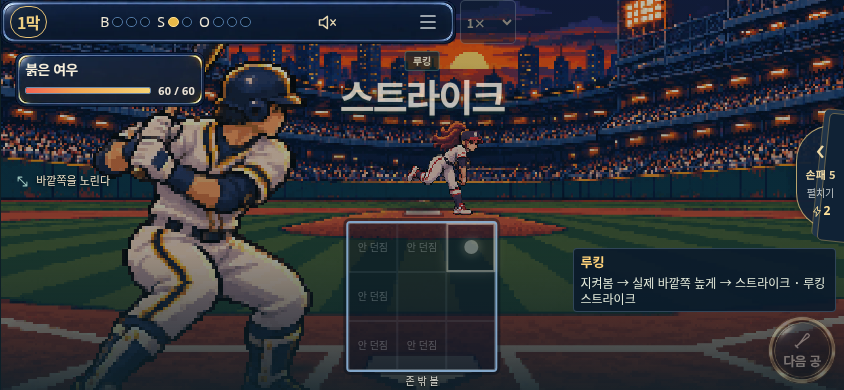 1막
B S O
1×
붉은 여우
60 / 60
루킹
스트라이크
바깥쪽을 노린다
손패 5
펼치기
2
안 던짐 안 던짐
안 던짐
안 던짐 안 던짐
존 밖 볼
루킹
지켜봄 → 실제 바깥쪽 높게 → 스트라이크 · 루킹
스트라이크
다음 공